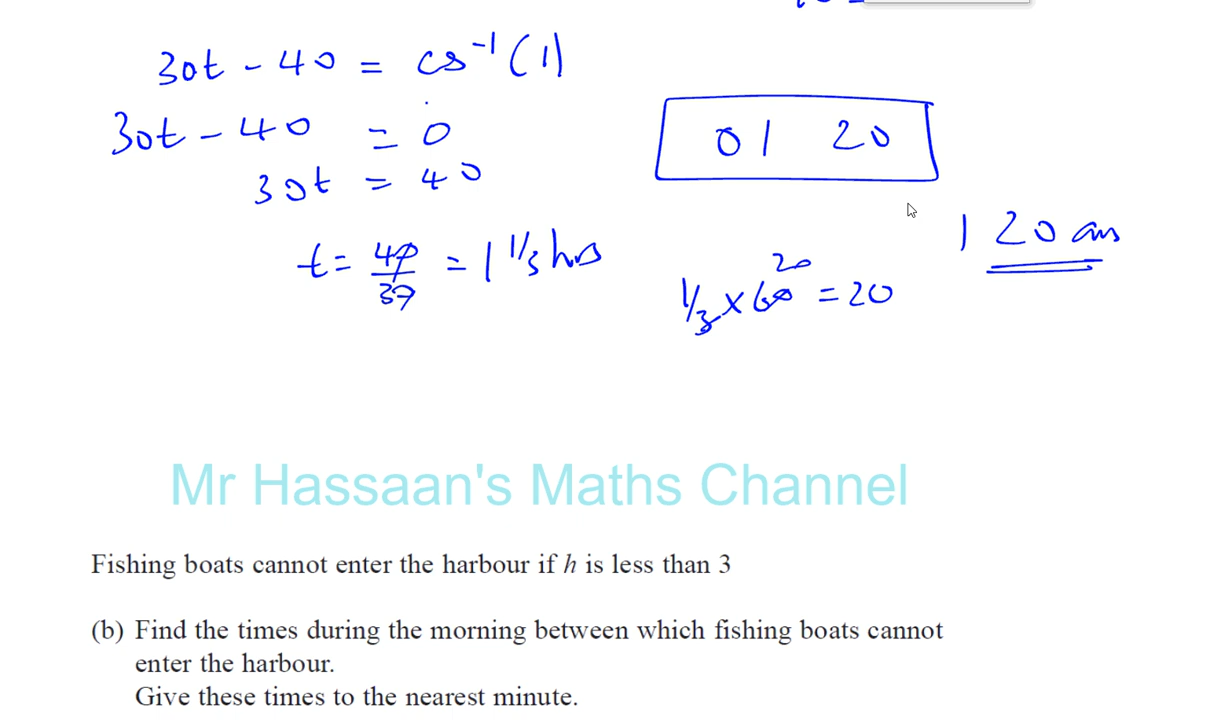 30t - 40 = cs⁻¹(1)
30t - 40 = 0
30t = 40
t = 40/30 = 1 1/3 hrs
01 20
1 20 am
20
1/3 × 60 = 20
Mr Hassaan's Maths Channel
Fishing boats cannot enter the harbour if h is less than 3
(b) Find the times during the morning between which fishing boats cannot
enter the harbour.
Give these times to the nearest minute.